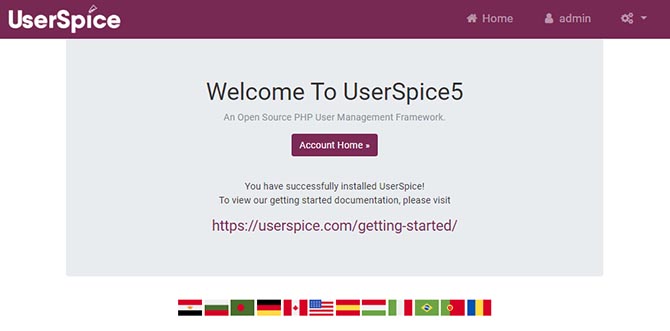 UserSpice
Home admin
Welcome To UserSpice5
An Open Source PHP User Management Framework.
Account Home »
You have successfully installed UserSpice!
To view our getting started documentation, please visit
https://userspice.com/getting-started/